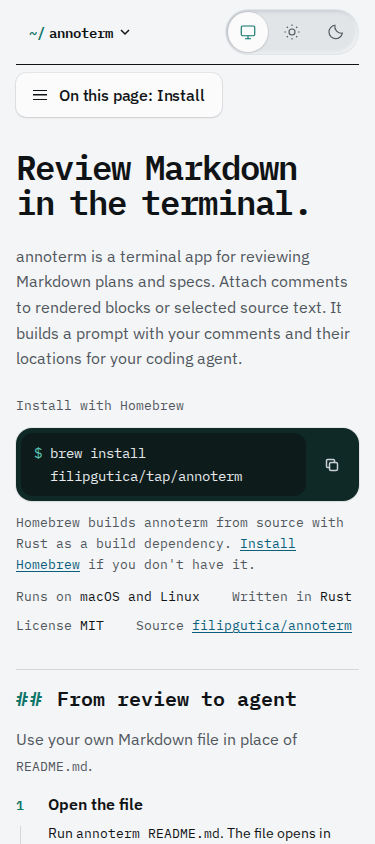 ~/ annoterm
On this page: Install
Review Markdown
in the terminal.
annoterm is a terminal app for reviewing
Markdown plans and specs. Attach comments
to rendered blocks or selected source text. It
builds a prompt with your comments and their
locations for your coding agent.
Install with Homebrew
$ brew install
filipgutica/tap/annoterm
Homebrew builds annoterm from source with
Rust as a build dependency. Install
Homebrew if you don't have it.
Runs on macOS and Linux Written in Rust
License MIT Source filipgutica/annoterm
## From review to agent
Use your own Markdown file in place of
README.md.
1 Open the file
Run annoterm README.md. The file opens in